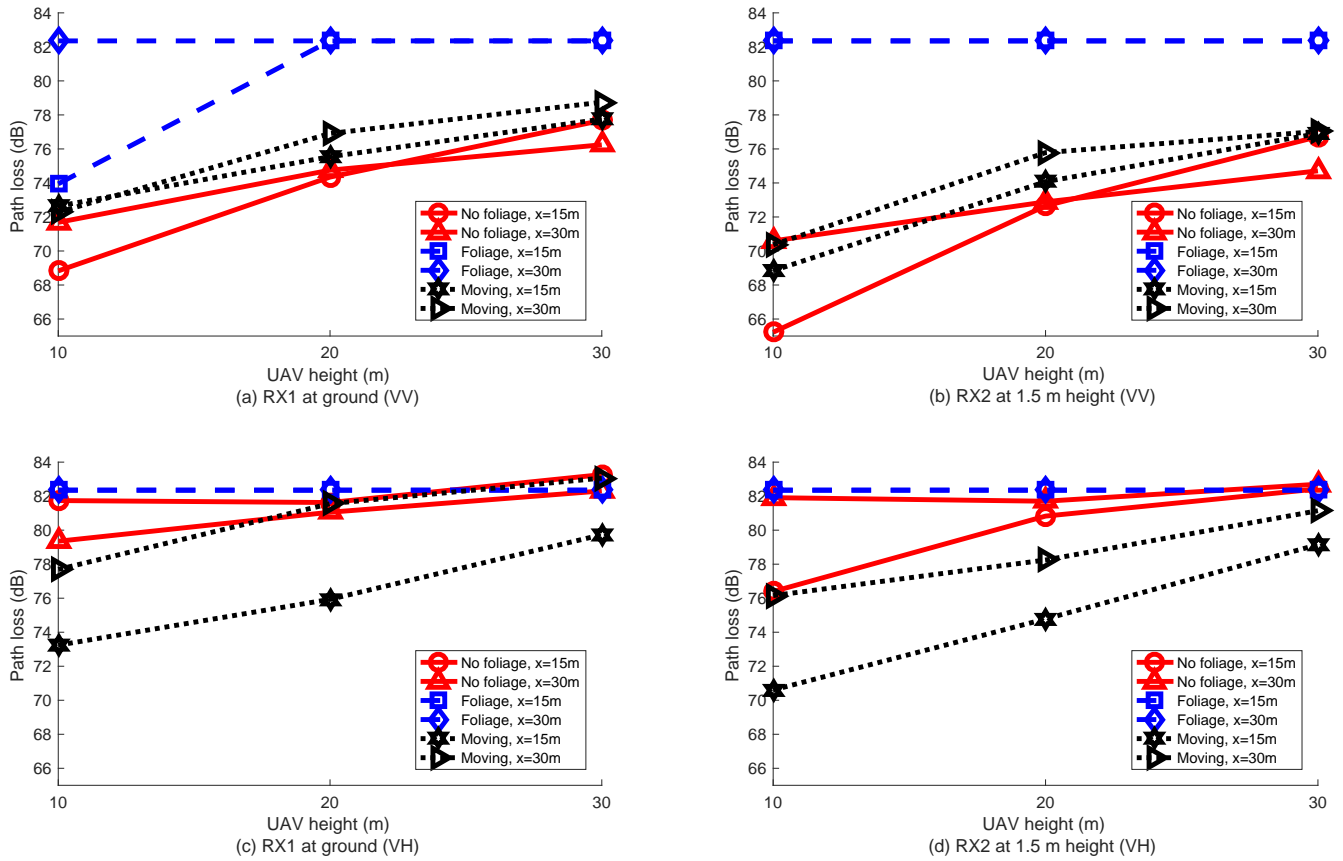 84
82
80
78
76
74
72
70
68
66
Path loss (dB)
10
20
30
UAV height (m)
(a) RX1 at ground (VV)
No foliage, x=15m
No foliage, x=30m
Foliage, x=15m
Foliage, x=30m
Moving, x=15m
Moving, x=30m
84
82
80
78
76
74
72
70
68
66
Path loss (dB)
10
20
30
UAV height (m)
(b) RX2 at 1.5 m height (VV)
No foliage, x=15m
No foliage, x=30m
Foliage, x=15m
Foliage, x=30m
Moving, x=15m
Moving, x=30m
84
82
80
78
76
74
72
70
68
66
Path loss (dB)
10
20
30
UAV height (m)
(c) RX1 at ground (VH)
No foliage, x=15m
No foliage, x=30m
Foliage, x=15m
Foliage, x=30m
Moving, x=15m
Moving, x=30m
84
82
80
78
76
74
72
70
68
66
Path loss (dB)
10
20
30
UAV height (m)
(d) RX2 at 1.5 m height (VH)
No foliage, x=15m
No foliage, x=30m
Foliage, x=15m
Foliage, x=30m
Moving, x=15m
Moving, x=30m